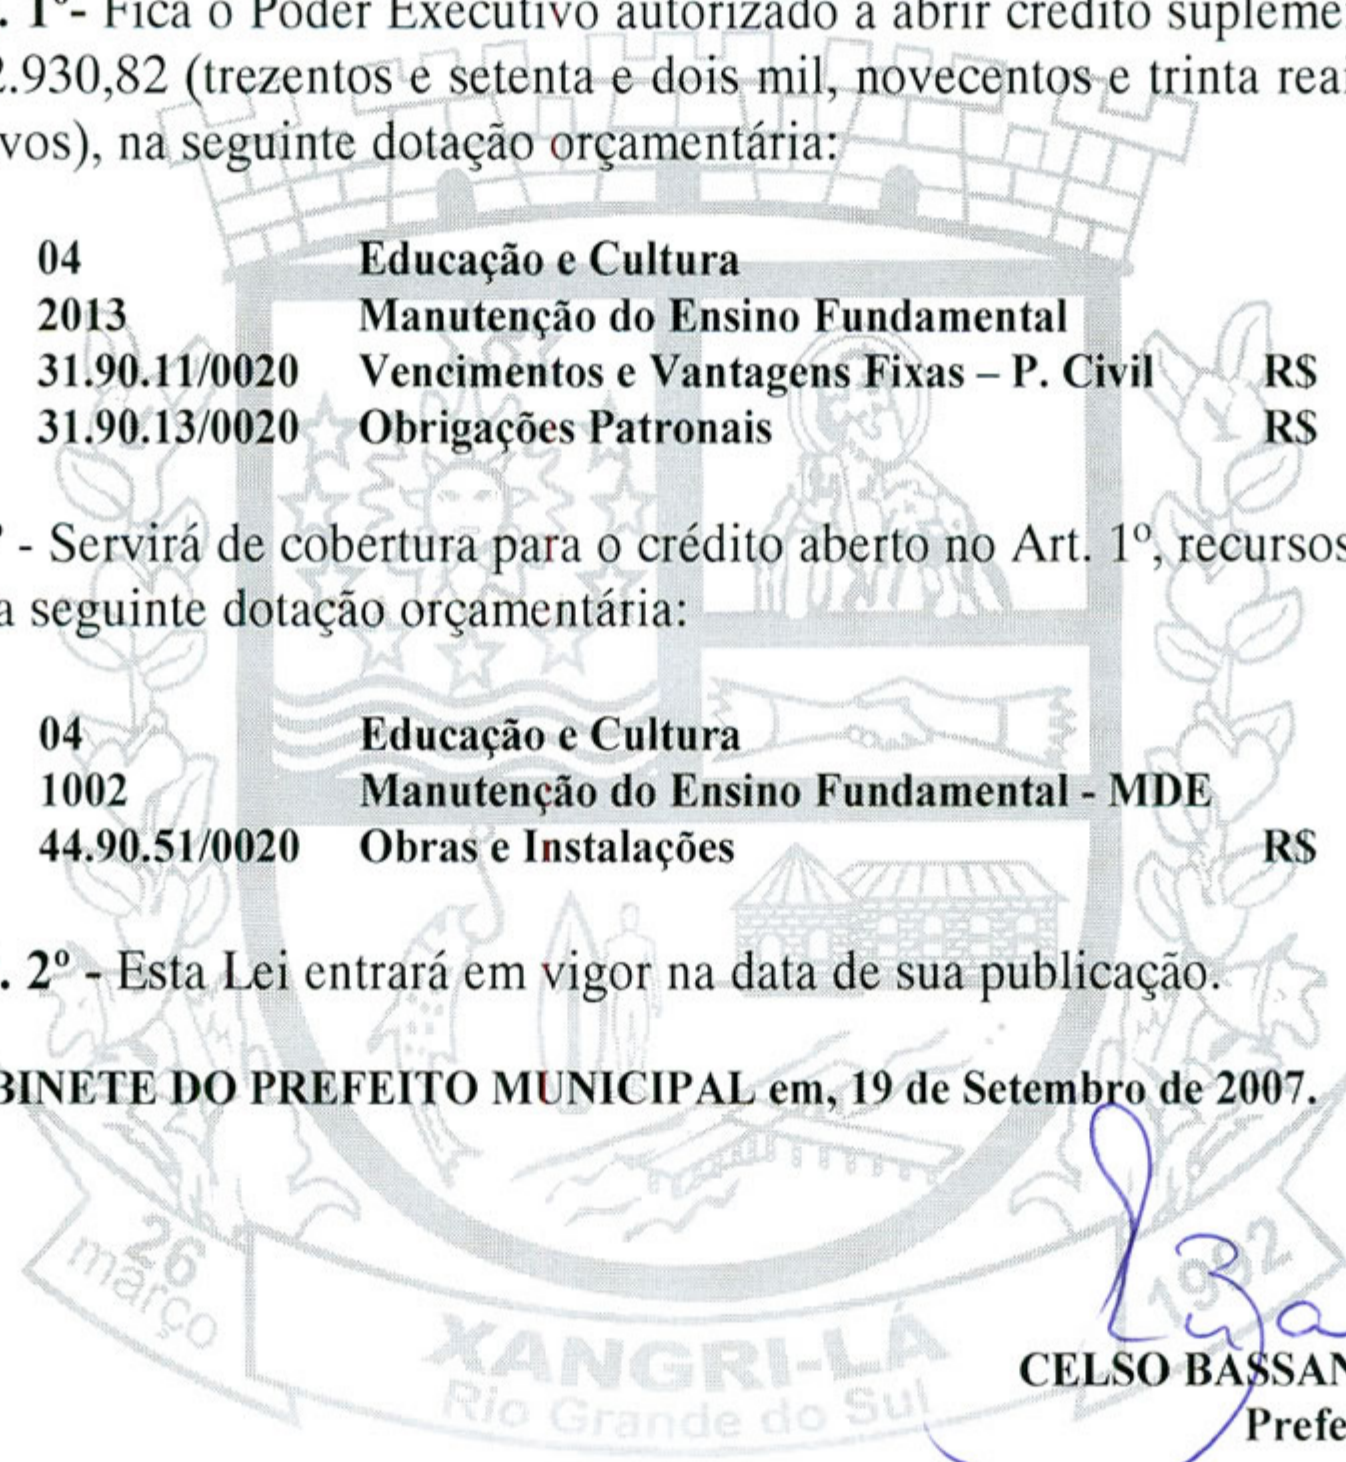 . 1º- Fica o Poder Executivo autorizado a abrir crédito supleme
2.930,82 (trezentos e setenta e dois mil, novecentos e trinta rea
vos), na seguinte dotação orçamentária:
04 Educação e Cultura
2013 Manutenção do Ensino Fundamental
31.90.11/0020 Vencimentos e Vantagens Fixas – P. Civil R$
31.90.13/0020 Obrigações Patronais R$
º - Servirá de cobertura para o crédito aberto no Art. 1º, recursos
a seguinte dotação orçamentária:
04 Educação e Cultura
1002 Manutenção do Ensino Fundamental - MDE
44.90.51/0020 Obras e Instalações R$
. 2º - Esta Lei entrará em vigor na data de sua publicação.
BINETE DO PREFEITO MUNICIPAL em, 19 de Setembro de 2007.
26
março
1992
XANGRI-LÁ
Rio Grande do Sul
CELSO BASSAN
Prefe